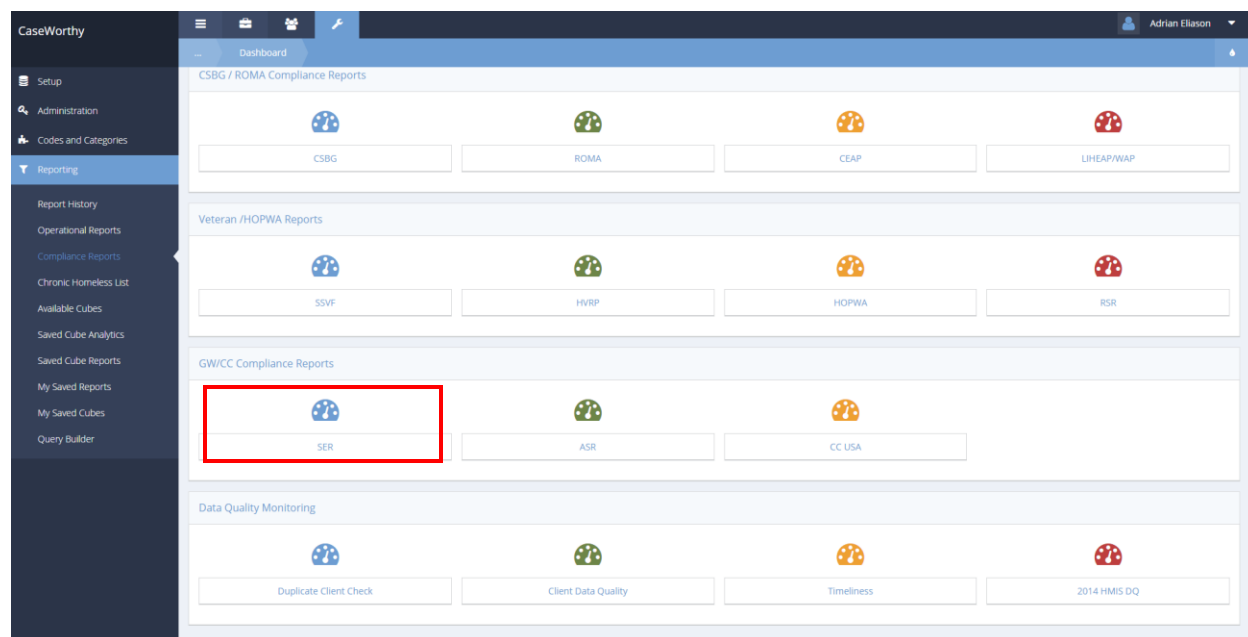 CaseWorthy
Adrian Eliason
... Dashboard
Setup
Administration
Codes and Categories
Reporting
Report History
Operational Reports
Compliance Reports
Chronic Homeless List
Available Cubes
Saved Cube Analytics
Saved Cube Reports
My Saved Reports
My Saved Cubes
Query Builder
CSBG / ROMA Compliance Reports
CSBG ROMA CEAP LIHEAP/WAP
Veteran /HOPWA Reports
SSVF HVRP HOPWA RSR
GW/CC Compliance Reports
SER ASR CC USA
Data Quality Monitoring
Duplicate Client Check Client Data Quality Timeliness 2014 HMIS DQ